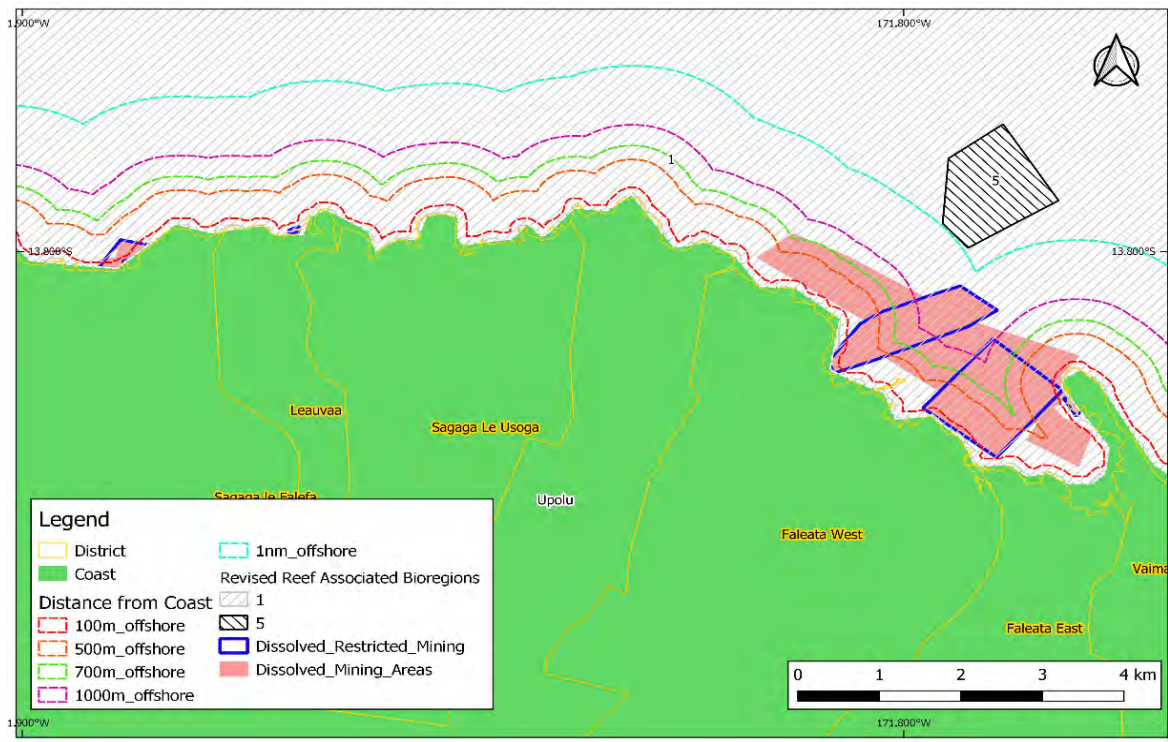 1.900°W
171.800°W
1
5
13.800°S
13.800°S
Leauvaa
Sagaga Le Usoga
Sagaga le Falefa
Upolu
Faleata West
Vaima
Faleata East
Legend
District
Coast
Distance from Coast
100m_offshore
500m_offshore
700m_offshore
1000m_offshore
1nm_offshore
Revised Reef Associated Bioregions
1
5
Dissolved_Restricted_Mining
Dissolved_Mining_Areas
0 1 2 3 4 km
1.900°W
171.800°W